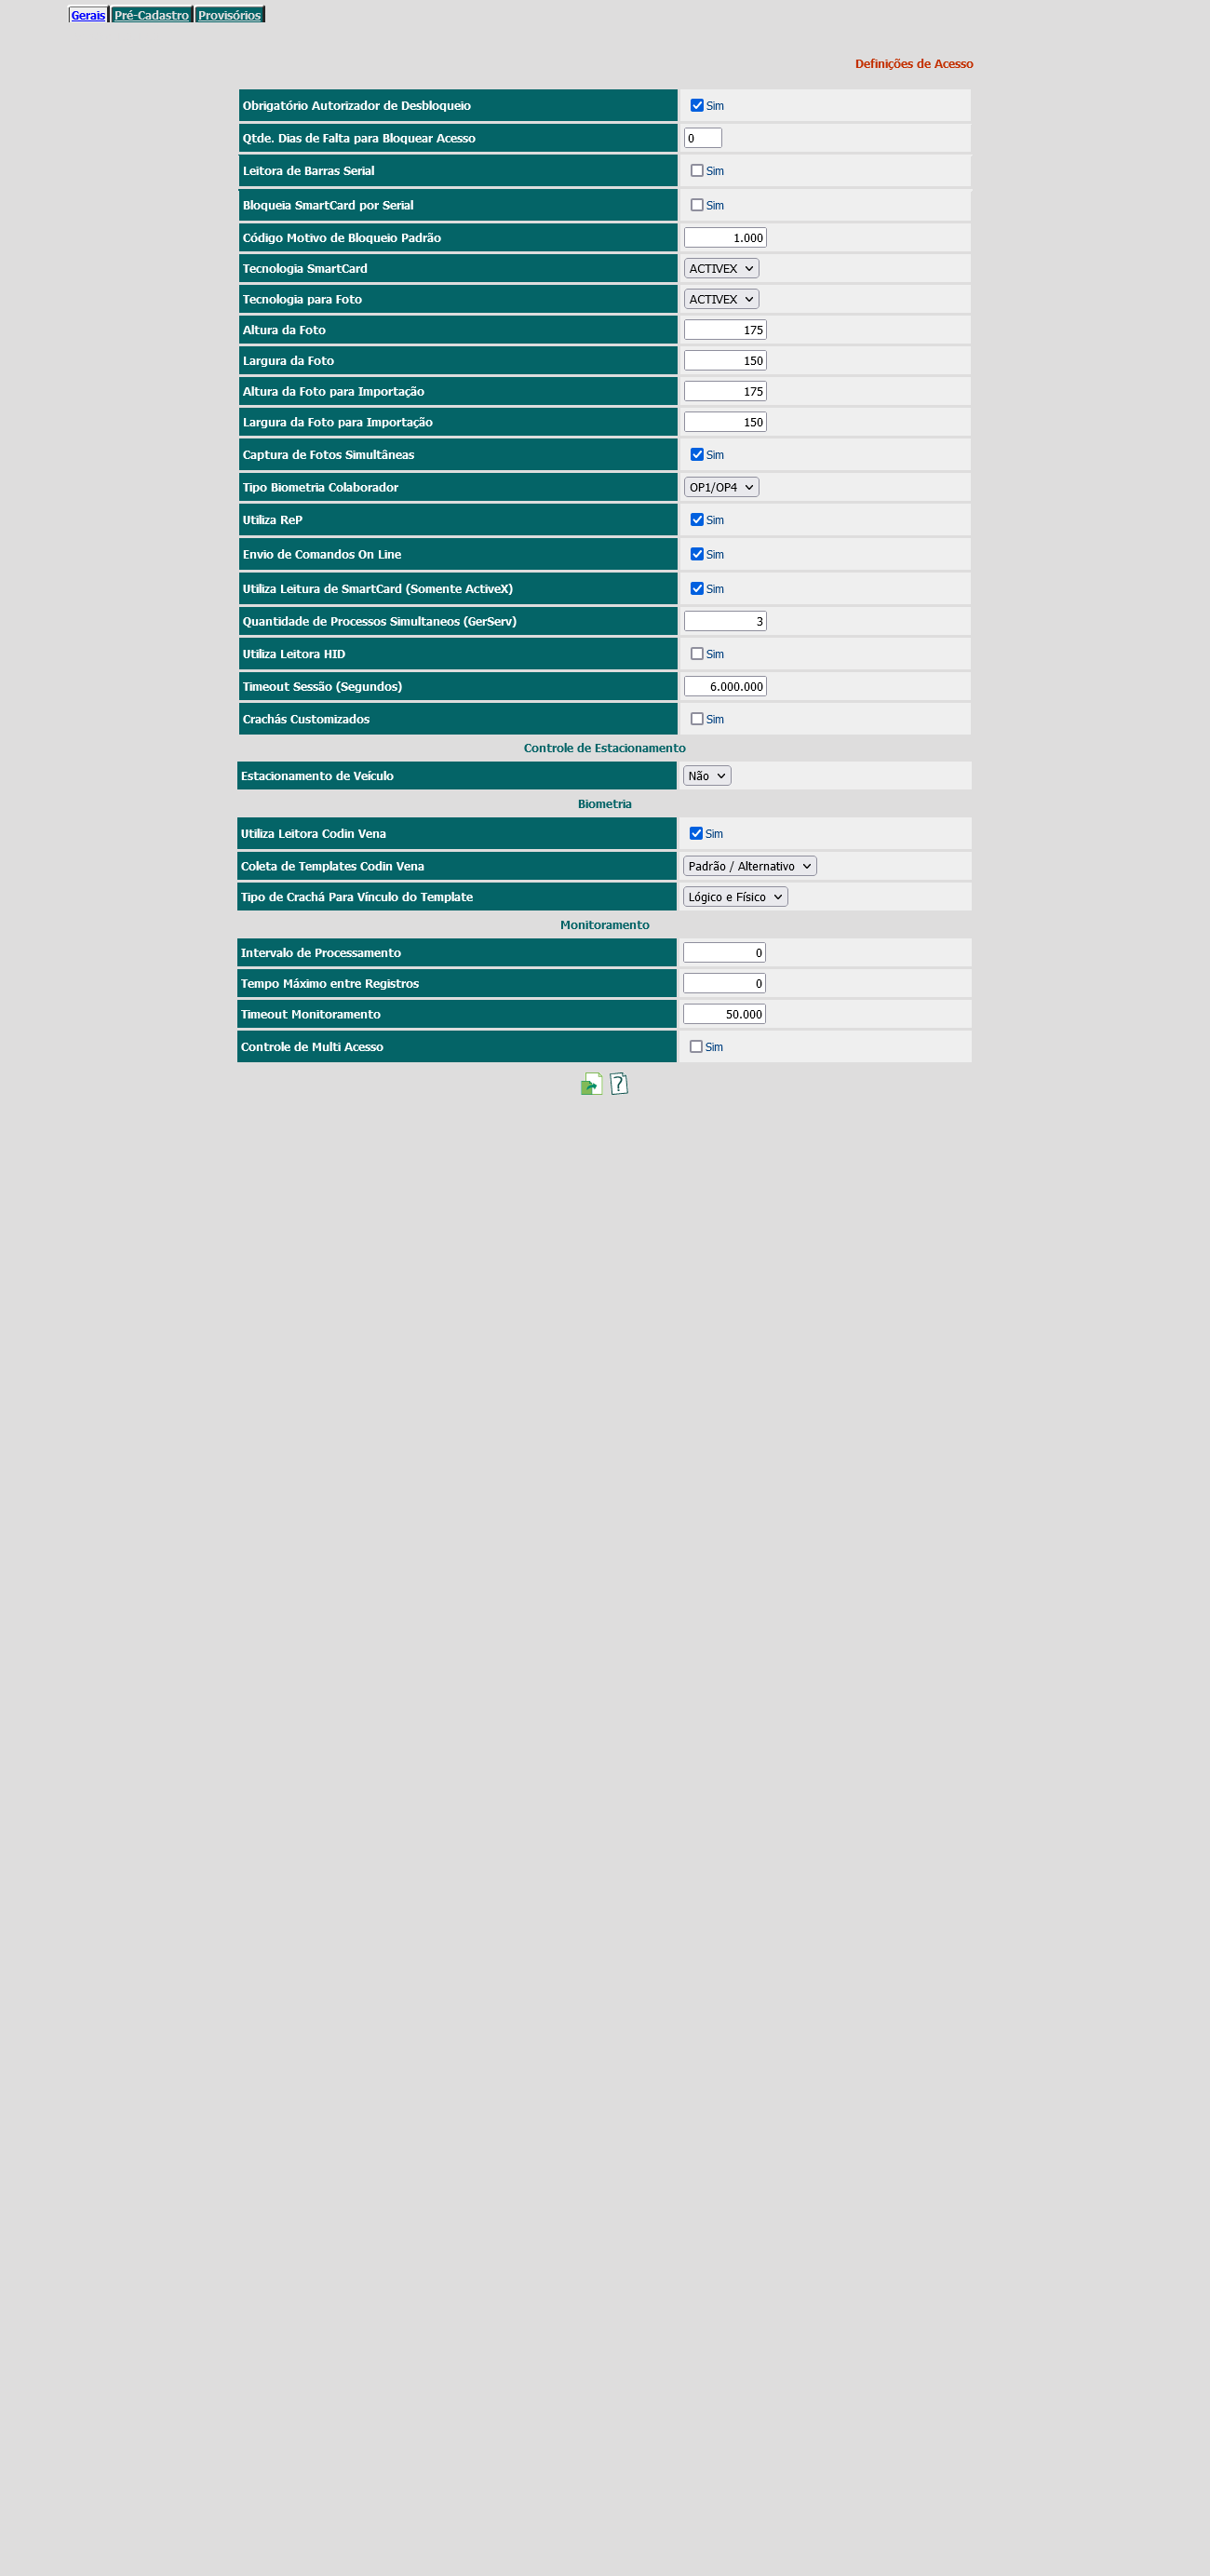 Gerais Pré-Cadastro Provisórios
Definições de Acesso
Obrigatório Autorizador de Desbloqueio Sim
Qtde. Dias de Falta para Bloquear Acesso 0
Leitora de Barras Serial Sim
Bloqueia SmartCard por Serial Sim
Código Motivo de Bloqueio Padrão 1.000
Tecnologia SmartCard ACTIVEX
Tecnologia para Foto ACTIVEX
Altura da Foto 175
Largura da Foto 150
Altura da Foto para Importação 175
Largura da Foto para Importação 150
Captura de Fotos Simultâneas Sim
Tipo Biometria Colaborador OP1/OP4
Utiliza ReP Sim
Envio de Comandos On Line Sim
Utiliza Leitura de SmartCard (Somente ActiveX) Sim
Quantidade de Processos Simultaneos (GerServ) 3
Utiliza Leitora HID Sim
Timeout Sessão (Segundos) 6.000.000
Crachás Customizados Sim
Controle de Estacionamento
Estacionamento de Veículo Não
Biometria
Utiliza Leitora Codin Vena Sim
Coleta de Templates Codin Vena Padrão / Alternativo
Tipo de Crachá Para Vínculo do Template Lógico e Físico
Monitoramento
Intervalo de Processamento 0
Tempo Máximo entre Registros 0
Timeout Monitoramento 50.000
Controle de Multi Acesso Sim